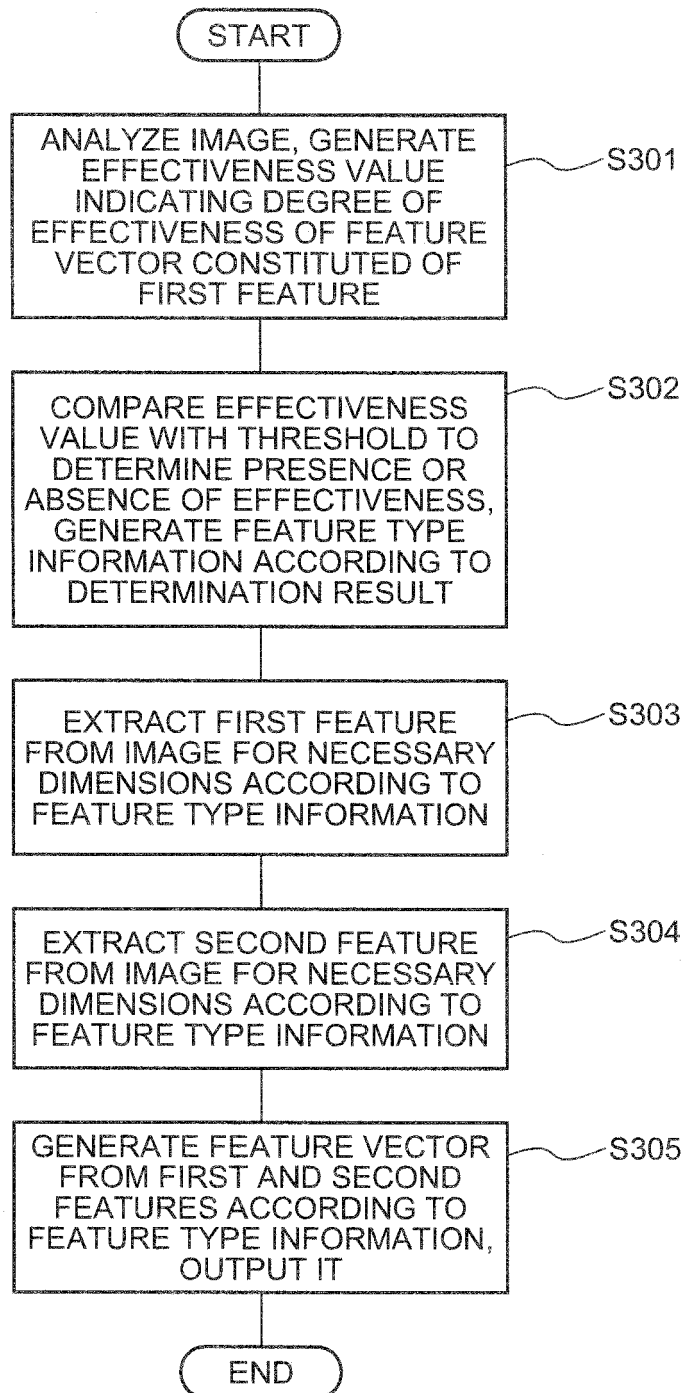 START
ANALYZE IMAGE, GENERATE
EFFECTIVENESS VALUE
INDICATING DEGREE OF
EFFECTIVENESS OF FEATURE
VECTOR CONSTITUTED OF
FIRST FEATURE
S301
COMPARE EFFECTIVENESS
VALUE WITH THRESHOLD TO
DETERMINE PRESENCE OR
ABSENCE OF EFFECTIVENESS,
GENERATE FEATURE TYPE
INFORMATION ACCORDING TO
DETERMINATION RESULT
S302
EXTRACT FIRST FEATURE
FROM IMAGE FOR NECESSARY
DIMENSIONS ACCORDING TO
FEATURE TYPE INFORMATION
S303
EXTRACT SECOND FEATURE
FROM IMAGE FOR NECESSARY
DIMENSIONS ACCORDING TO
FEATURE TYPE INFORMATION
S304
GENERATE FEATURE VECTOR
FROM FIRST AND SECOND
FEATURES ACCORDING TO
FEATURE TYPE INFORMATION,
OUTPUT IT
S305
END